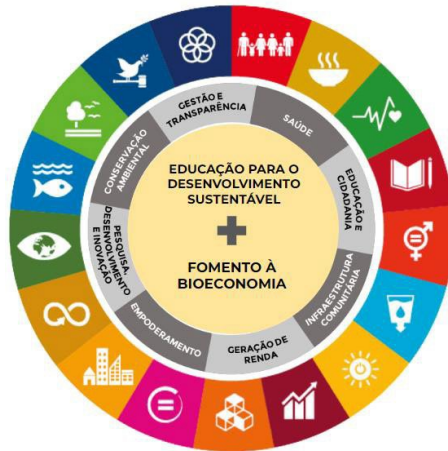 GESTÃO E
TRANSPARÊNCIA
SAÚDE
EDUCAÇÃO E
CIDADANIA
INFRAESTRUTURA
COMUNITÁRIA
GERAÇÃO DE
RENDA
EMPODERAMENTO
PESQUISA,
DESENVOLVIMENTO
E INOVAÇÃO
CONSERVAÇÃO
AMBIENTAL
EDUCAÇÃO PARA O
DESENVOLVIMENTO
SUSTENTÁVEL
+
FOMENTO À
BIOECONOMIA